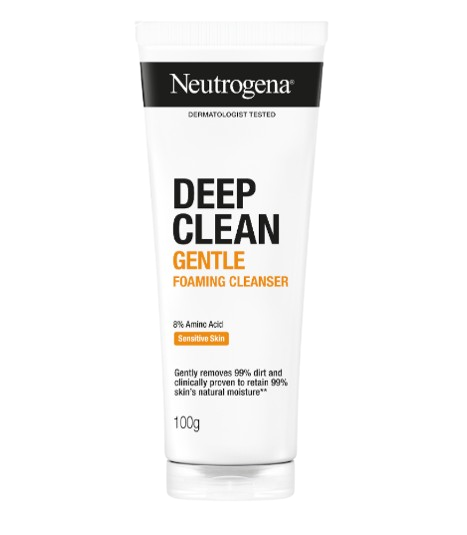 Neutrogena®
DERMATOLOGIST TESTED
DEEP
CLEAN
GENTLE
FOAMING CLEANSER
8% Amino Acid
Sensitive Skin
Gently removes 99% dirt and
clinically proven to retain 99%
skin's natural moisture**
100g